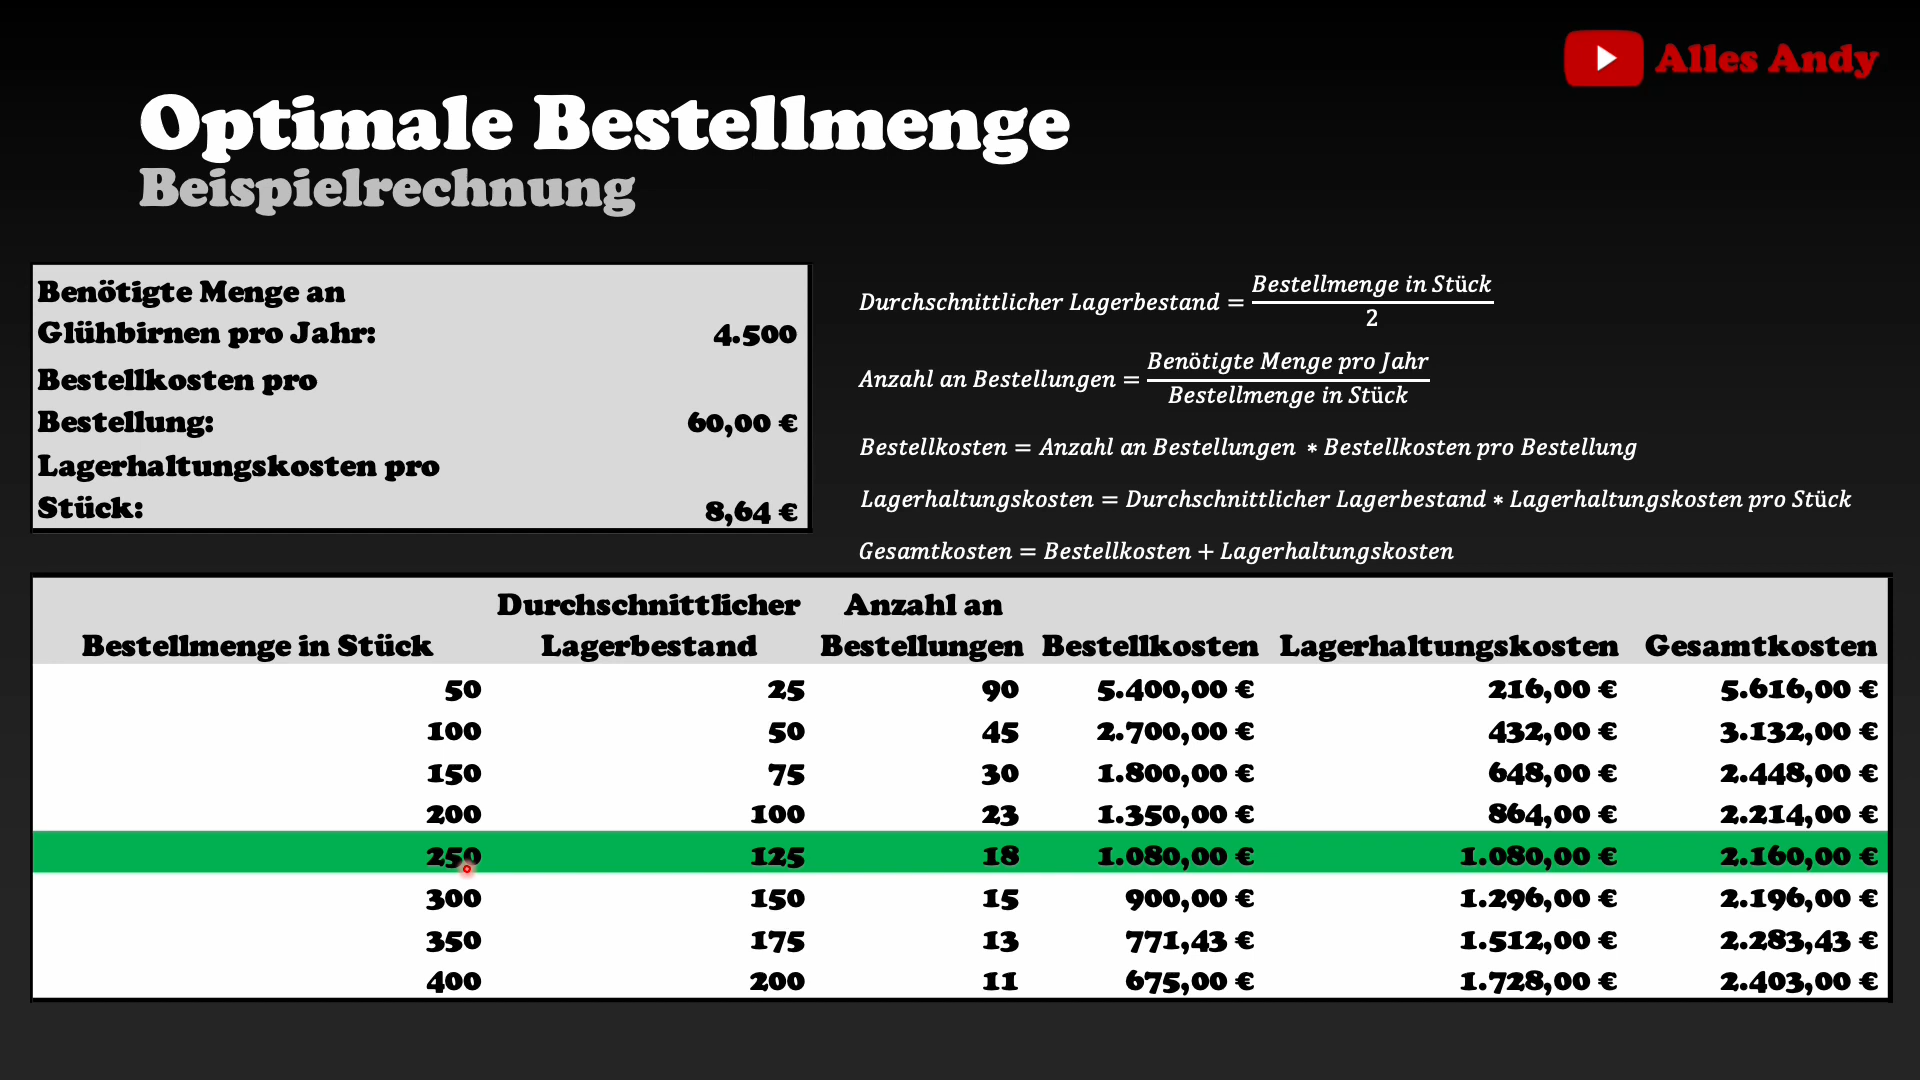 Alles Andy
Optimale Bestellmenge
Beispielrechnung
Benötigte Menge an
Glühbirnen pro Jahr: 4.500
Bestellkosten pro
Bestellung: 60,00 €
Lagerhaltungskosten pro
Stück: 8,64 €
Durchschnittlicher Lagerbestand = Bestellmenge in Stück / 2
Anzahl an Bestellungen = Benötigte Menge pro Jahr / Bestellmenge in Stück
Bestellkosten = Anzahl an Bestellungen * Bestellkosten pro Bestellung
Lagerhaltungskosten = Durchschnittlicher Lagerbestand * Lagerhaltungskosten pro Stück
Gesamtkosten = Bestellkosten + Lagerhaltungskosten
Durchschnittlicher Anzahl an
Bestellmenge in Stück Lagerbestand Bestellungen Bestellkosten Lagerhaltungskosten Gesamtkosten
50 25 90 5.400,00 € 216,00 € 5.616,00 €
100 50 45 2.700,00 € 432,00 € 3.132,00 €
150 75 30 1.800,00 € 648,00 € 2.448,00 €
200 100 23 1.350,00 € 864,00 € 2.214,00 €
250 125 18 1.080,00 € 1.080,00 € 2.160,00 €
300 150 15 900,00 € 1.296,00 € 2.196,00 €
350 175 13 771,43 € 1.512,00 € 2.283,43 €
400 200 11 675,00 € 1.728,00 € 2.403,00 €